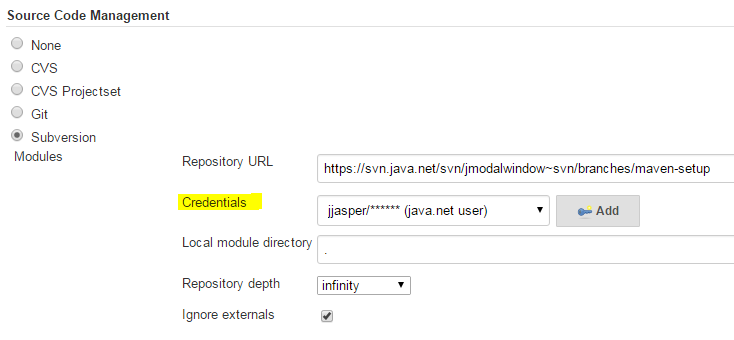 Source Code Management
None
CVS
CVS Projectset
Git
Subversion
Modules
Repository URL
https://svn.java.net/svn/jmodalwindow~svn/branches/maven-setup
Credentials
jjasper/****** (java.net user)
Add
Local module directory
.
Repository depth
infinity
Ignore externals